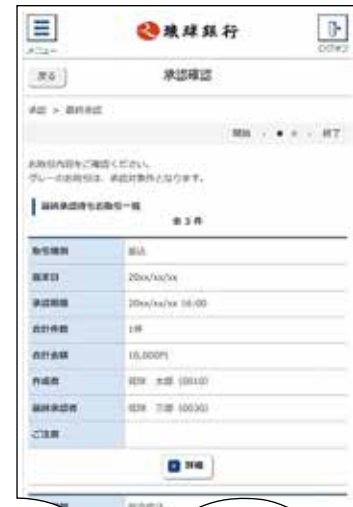 琉球銀行
メニュー
ログオフ
戻る
承認確認
承認 > 最終承認
開始 ・ ● ・ ・ 終了
お取引内容をご確認ください。
グレーのお取引は、承認対象外となります。
最終承認待ちお取引一覧
全3件
取引種別 振込
指定日 20xx/xx/xx
承認期限 20xx/xx/xx 16:00
合計件数 1件
合計金額 10,000円
作成者 琉球 太郎 (0010)
最終承認者 琉球 三郎 (0030)
ご注意
詳細